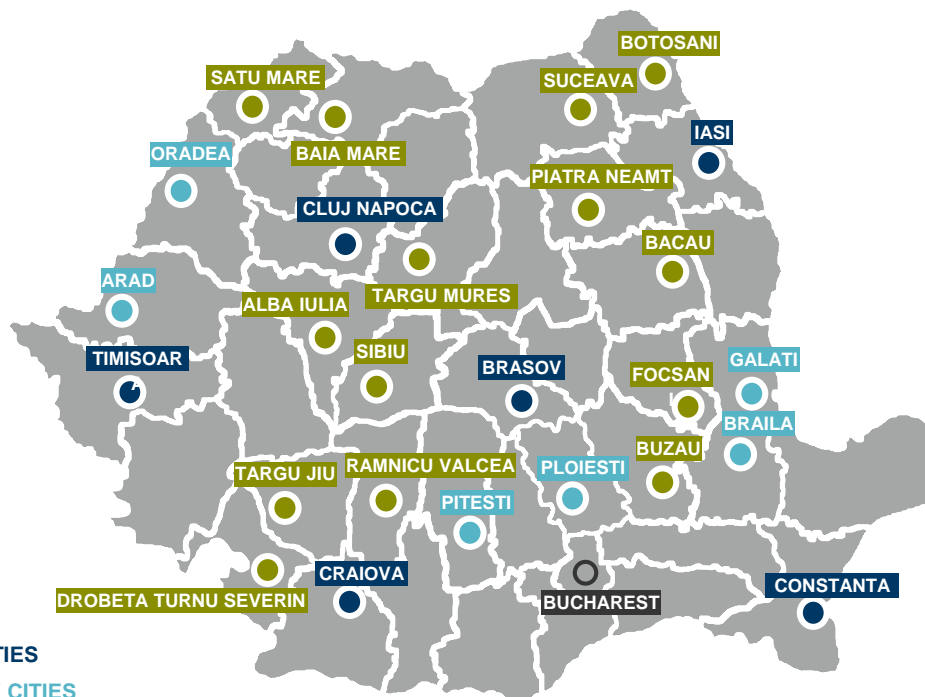 BOTOSANI
SATU MARE
SUCEAVA
IASI
ORADEA
BAIA MARE
PIATRA NEAMT
CLUJ NAPOCA
BACAU
ARAD
ALBA IULIA
TARGU MURES
TIMISOAR
A
SIBIU
BRASOV
FOCSAN
GALATI
BRAILA
BUZAU
TARGU JIU
RAMNICU VALCEA
PLOIESTI
PITESTI
CRAIOVA
CONSTANTA
DROBETA TURNU SEVERIN
BUCHAREST
TIES
CITIES